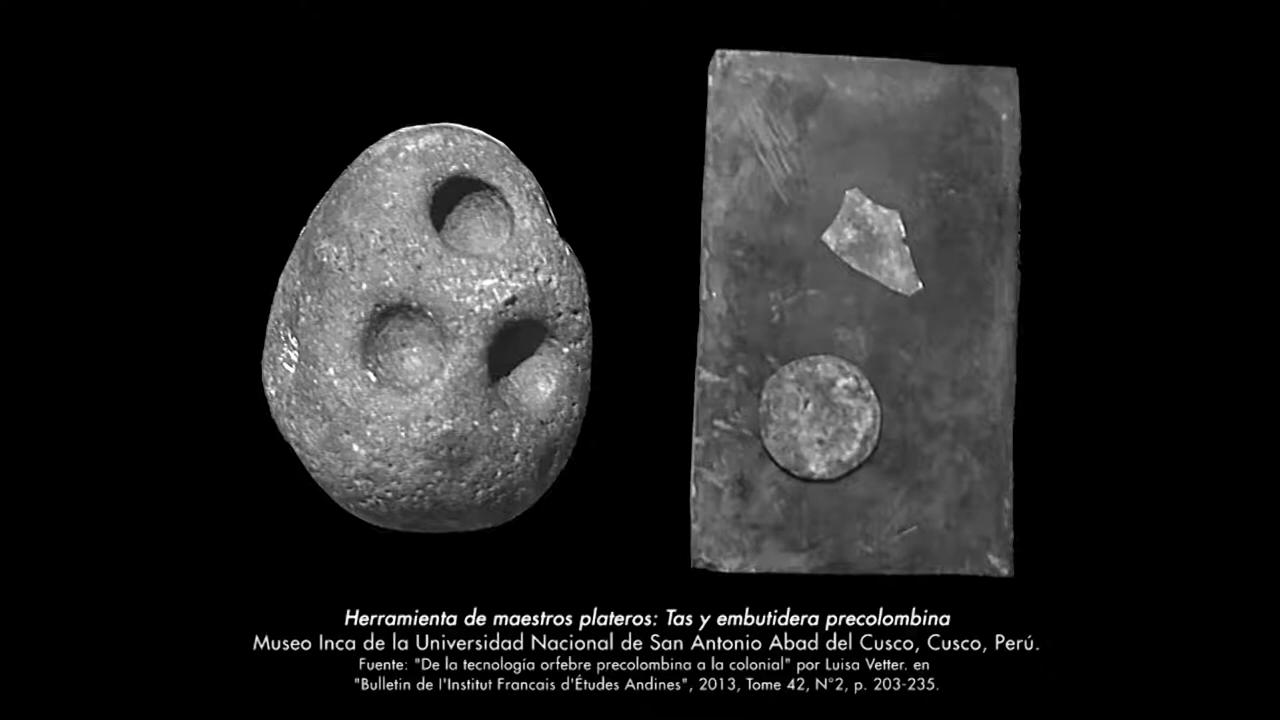 Herramienta de maestros plateros: Tas y embutidera precolombina
Museo Inca de la Universidad Nacional de San Antonio Abad del Cusco, Cusco, Perú.
Fuente: "De la tecnología orfebre precolombina a la colonial" por Luisa Vetter. en
"Bulletin de l'Institut Francais d'Études Andines", 2013, Tome 42, N°2, p. 203-235.